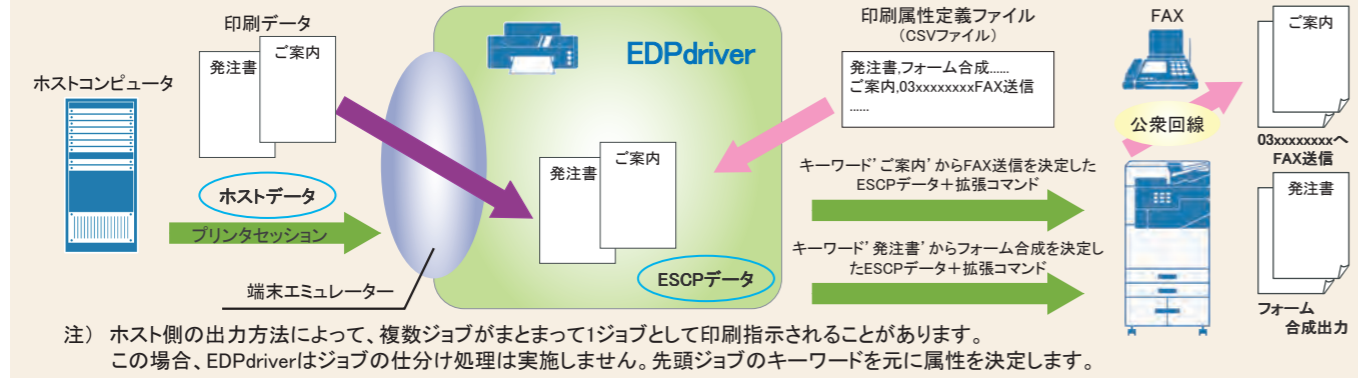 印刷データ
発注書
ご案内
ホストコンピュータ
ホストデータ
プリンタセッション
端末エミュレーター
EDPdriver
発注書
ご案内
ESCPデータ
印刷属性定義ファイル
(CSVファイル)
発注書,フォーム合成......
ご案内,03xxxxxxxxFAX送信
......
キーワード’ご案内’からFAX送信を決定した
ESCPデータ+拡張コマンド
キーワード’発注書’からフォーム合成を決定し
たESCPデータ+拡張コマンド
FAX
公衆回線
ご案内
03xxxxxxxxへ
FAX送信
発注書
フォーム
合成出力
注) ホスト側の出力方法によって、複数ジョブがまとまって1ジョブとして印刷指示されることがあります。
この場合、EDPdriverはジョブの仕分け処理は実施しません。先頭ジョブのキーワードを元に属性を決定します。